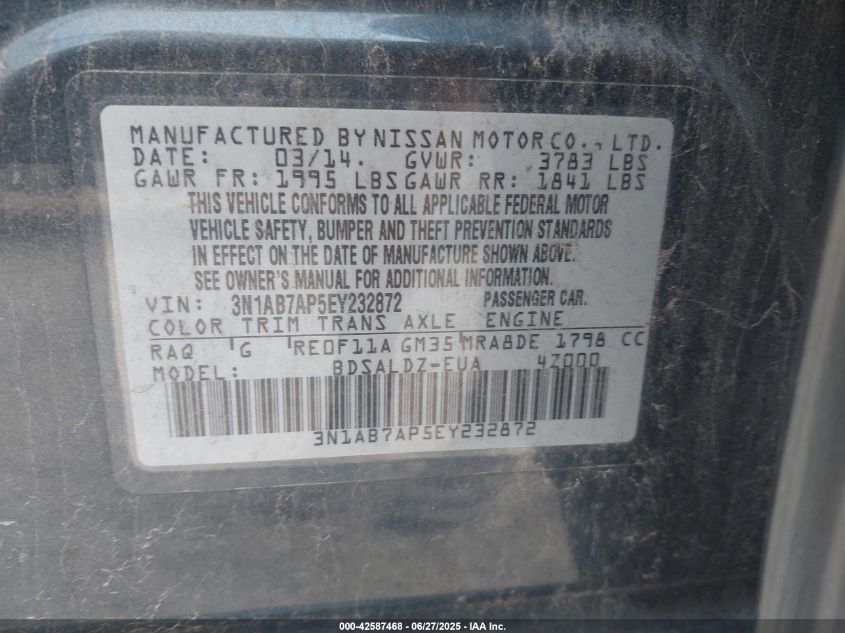 MANUFACTURED BY NISSAN MOTOR CO., LTD.
DATE: 03/14. GVWR: 3783 LBS
GAWR FR: 1995 LBS GAWR RR: 1841 LBS
THIS VEHICLE CONFORMS TO ALL APPLICABLE FEDERAL MOTOR
VEHICLE SAFETY, BUMPER AND THEFT PREVENTION STANDARDS
IN EFFECT ON THE DATE OF MANUFACTURE SHOWN ABOVE.
SEE OWNER'S MANUAL FOR ADDITIONAL INFORMATION.
VIN: 3N1AB7AP5EY232872 PASSENGER CAR.
COLOR TRIM TRANS AXLE ENGINE
RAQ G RE0F11A GM35 MRA8DE 1798 CC
MODEL: BDSALDZ-EUA 4Z000
3N1AB7AP5EY232872
000-42587468 - 06/27/2025 - IAA Inc.